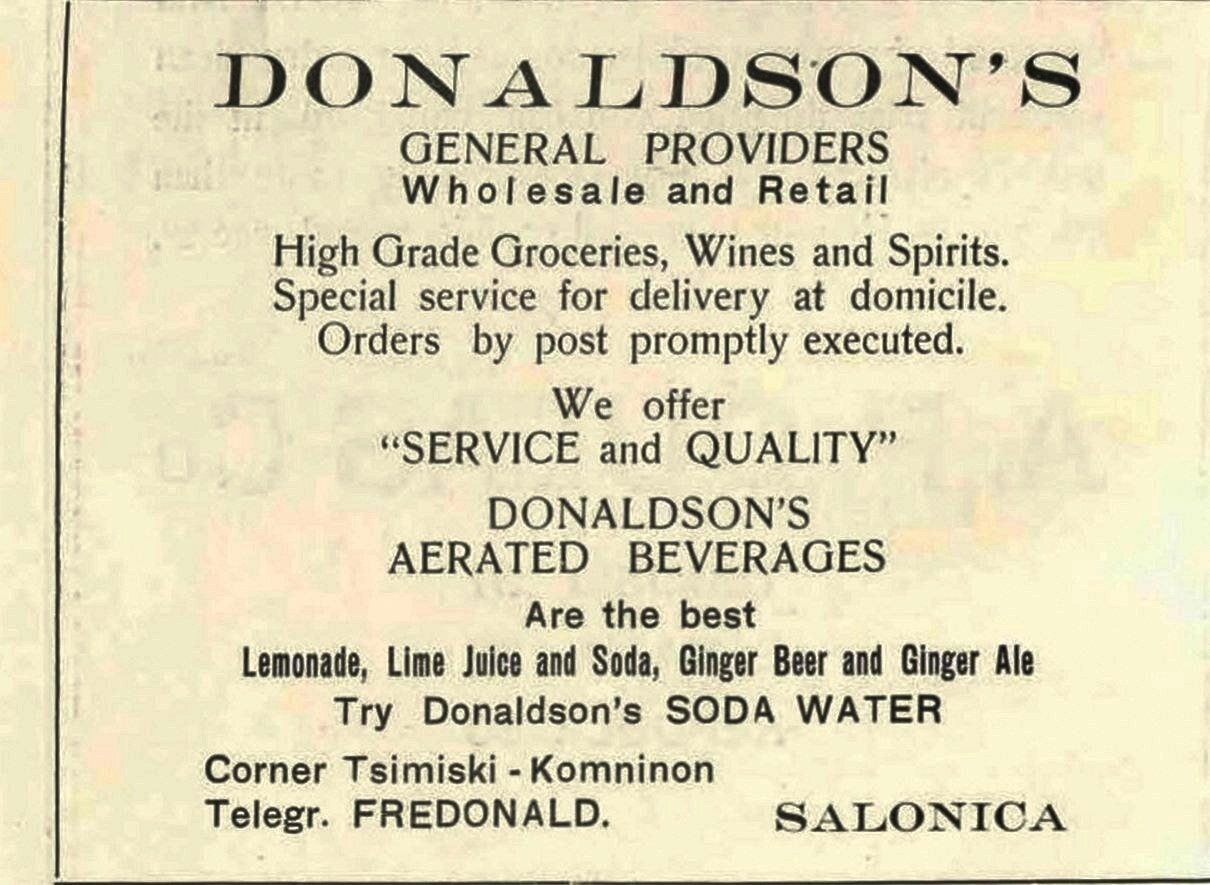 DONALDSON'S
GENERAL PROVIDERS
Wholesale and Retail
High Grade Groceries, Wines and Spirits.
Special service for delivery at domicile.
Orders by post promptly executed.
We offer
“SERVICE and QUALITY”
DONALDSON'S
AERATED BEVERAGES
Are the best
Lemonade, Lime Juice and Soda, Ginger Beer and Ginger Ale
Try Donaldson's SODA WATER
Corner Tsimiski - Komninon
Telegr. FREDONALD. SALONICA